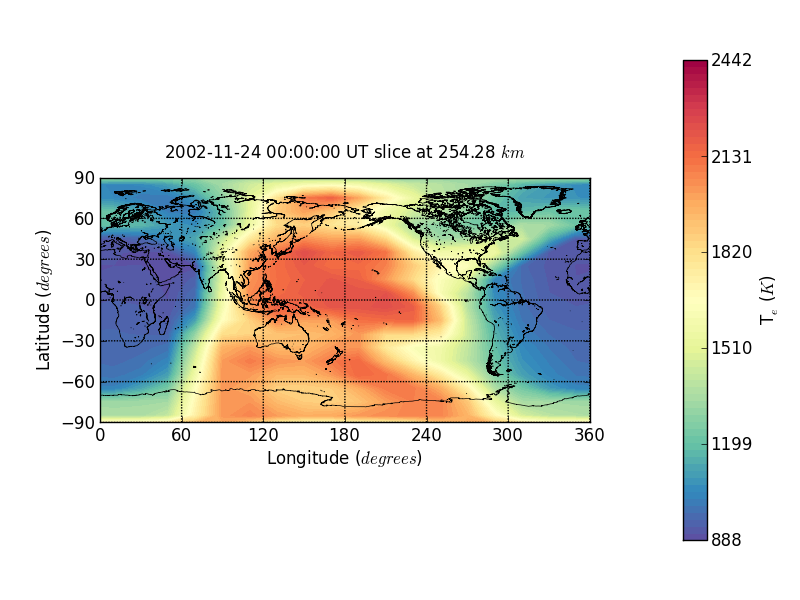 2002-11-24 00:00:00 UT slice at 254.28 km
90
60
30
0
−30
−60
−90
Latitude (degrees)
0 60 120 180 240 300 360
Longitude (degrees)
2442
2131
1820
1510
1199
888
T_e (K)